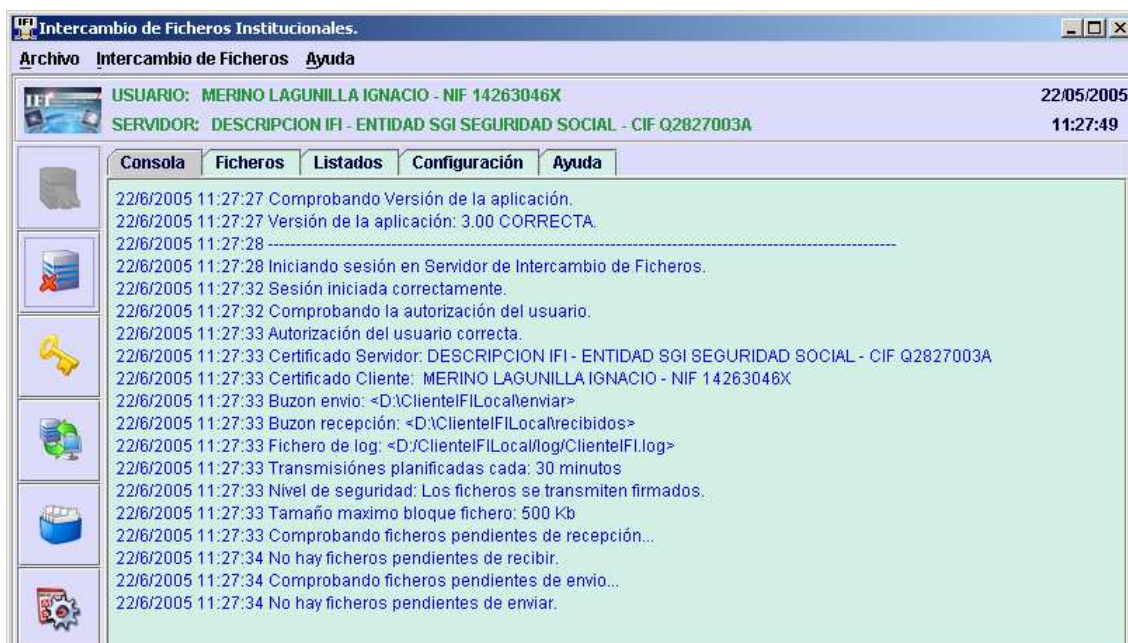 IFI Intercambio de Ficheros Institucionales.
Archivo Intercambio de Ficheros Ayuda
IFI
USUARIO: MERINO LAGUNILLA IGNACIO - NIF 14263046X 22/05/2005
SERVIDOR: DESCRIPCION IFI - ENTIDAD SGI SEGURIDAD SOCIAL - CIF Q2827003A 11:27:49
Consola Ficheros Listados Configuración Ayuda
22/6/2005 11:27:27 Comprobando Versión de la aplicación.
22/6/2005 11:27:27 Versión de la aplicación: 3.00 CORRECTA.
22/6/2005 11:27:28 ------------------------------------------------------------------------------------------------------------------
22/6/2005 11:27:28 Iniciando sesión en Servidor de Intercambio de Ficheros.
22/6/2005 11:27:32 Sesión iniciada correctamente.
22/6/2005 11:27:32 Comprobando la autorización del usuario.
22/6/2005 11:27:33 Autorización del usuario correcta.
22/6/2005 11:27:33 Certificado Servidor: DESCRIPCION IFI - ENTIDAD SGI SEGURIDAD SOCIAL - CIF Q2827003A
22/6/2005 11:27:33 Certificado Cliente: MERINO LAGUNILLA IGNACIO - NIF 14263046X
22/6/2005 11:27:33 Buzon envio: <D:\ClienteIFILocal\enviar>
22/6/2005 11:27:33 Buzon recepción: <D:\ClienteIFILocal\recibidos>
22/6/2005 11:27:33 Fichero de log: <D:/ClienteIFILocal/log/ClienteIFI.log>
22/6/2005 11:27:33 Transmisiónes planificadas cada: 30 minutos
22/6/2005 11:27:33 Nivel de seguridad: Los ficheros se transmiten firmados.
22/6/2005 11:27:33 Tamaño maximo bloque fichero: 500 Kb
22/6/2005 11:27:33 Comprobando ficheros pendientes de recepción...
22/6/2005 11:27:34 No hay ficheros pendientes de recibir.
22/6/2005 11:27:34 Comprobando ficheros pendientes de envio...
22/6/2005 11:27:34 No hay ficheros pendientes de enviar.